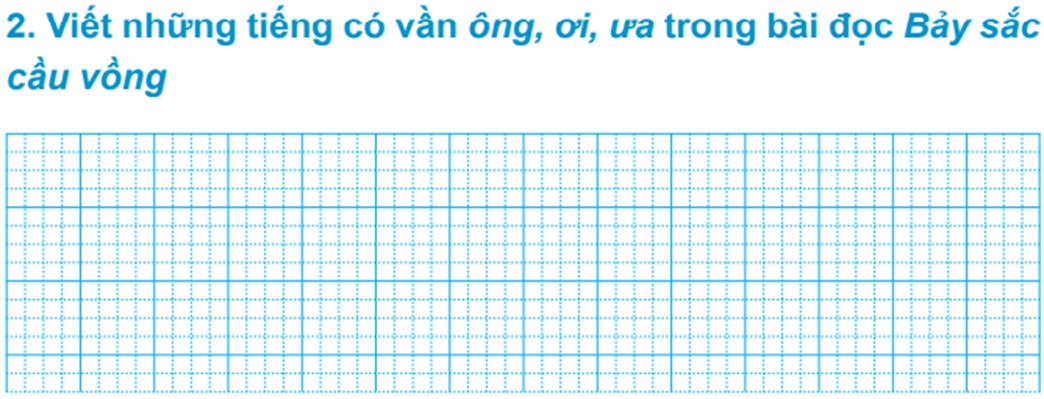 2. Viết những tiếng có vần ông, ơi, ưa trong bài đọc Bảy sắc
cầu vồng